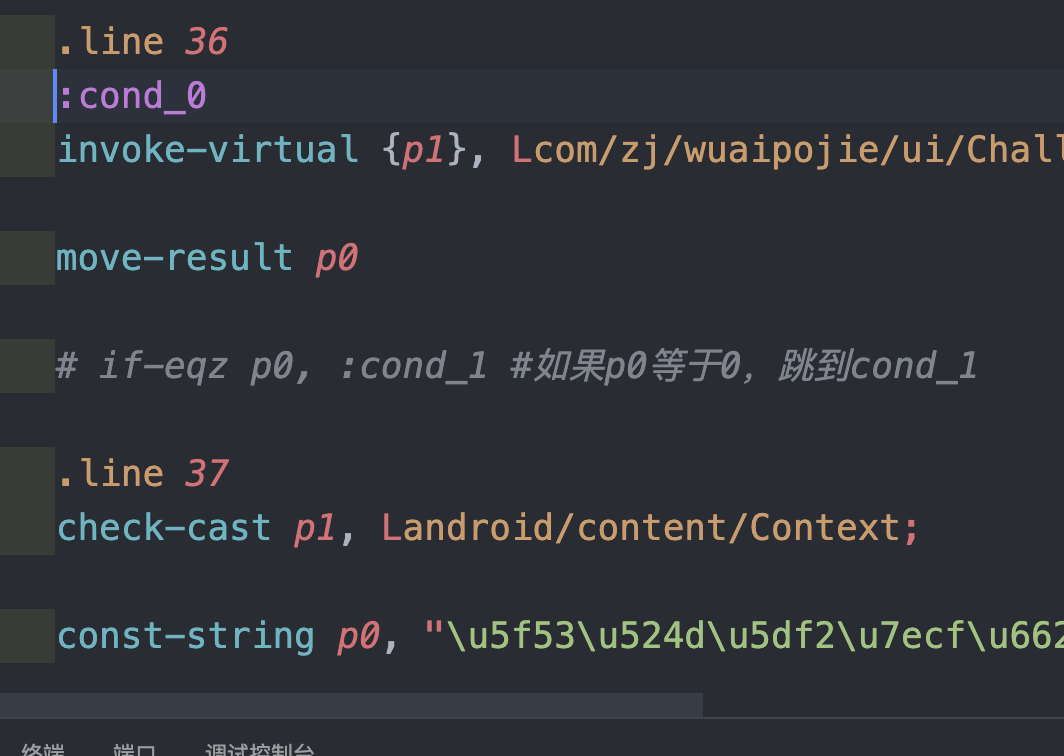 .line 36
:cond_0
invoke-virtual {p1}, Lcom/zj/wuaipojie/ui/Chall
move-result p0
# if-eqz p0, :cond_1 #如果p0等于0，跳到cond_1
.line 37
check-cast p1, Landroid/content/Context;
const-string p0, "\u5f53\u524d\u5df2\u7ecf\u662
终端 端口 调试控制台